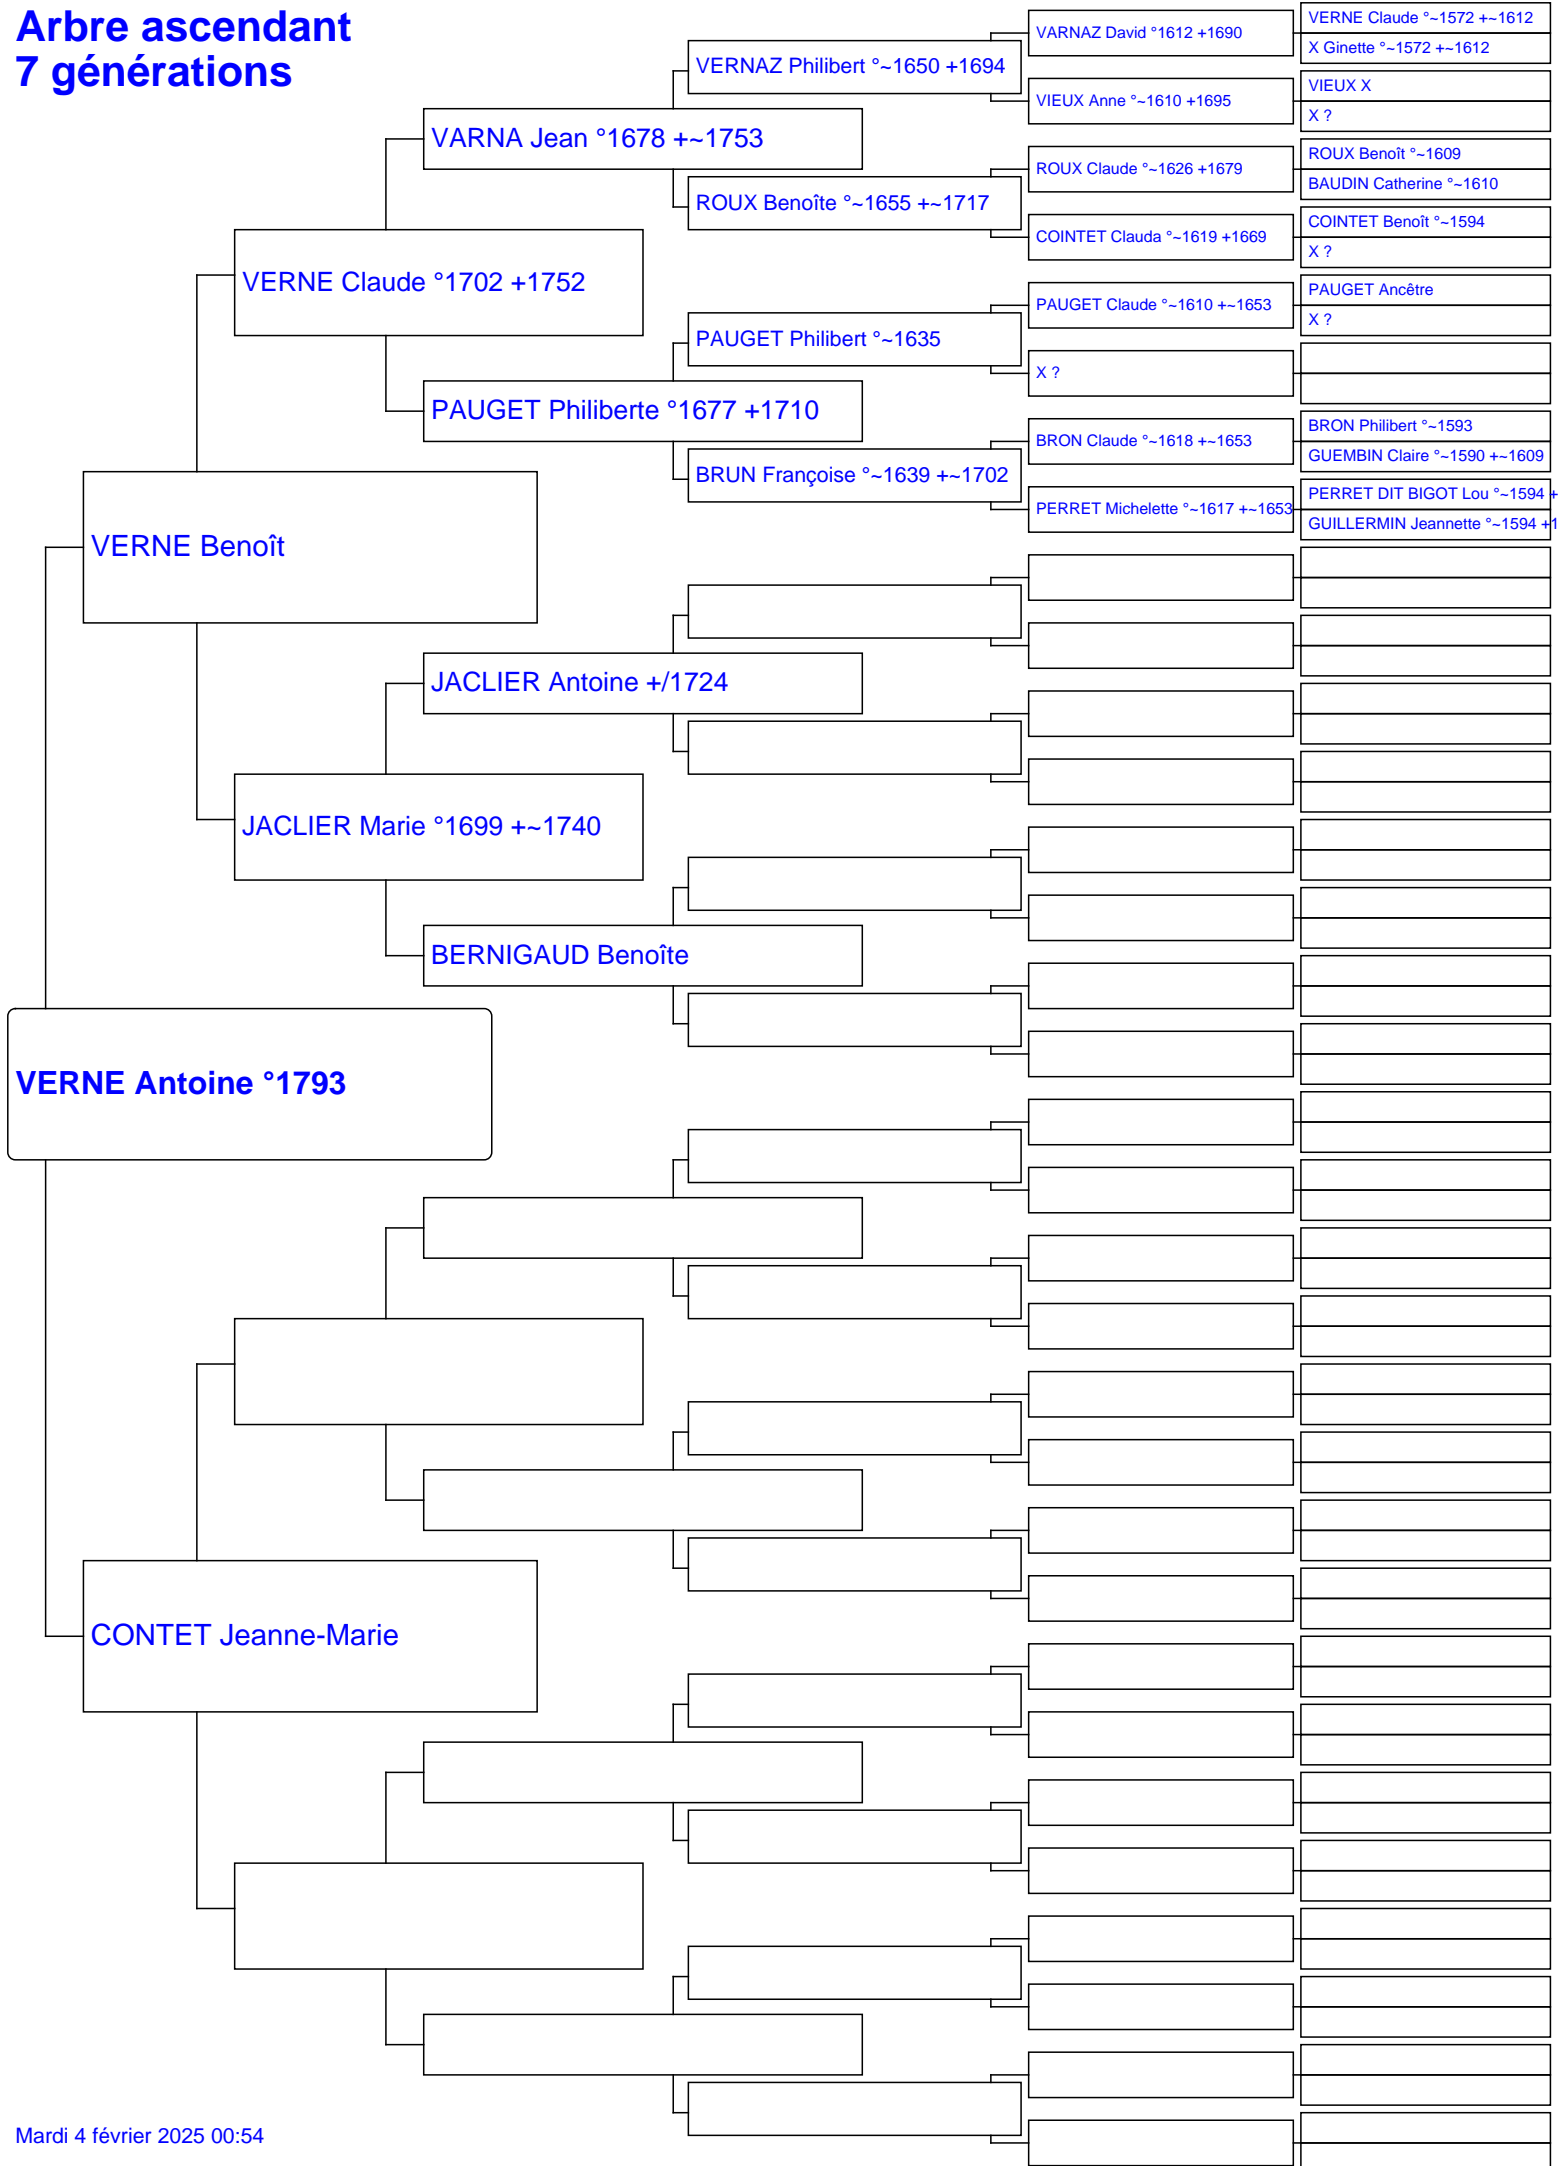 Arbre ascendant
7 générations
VERNE Antoine °1793
VERNE Benoît
CONTET Jeanne-Marie
VERNE Claude °1702 +1752
JACLIER Marie °1699 +~1740
VARNA Jean °1678 +~1753
PAUGET Philiberte °1677 +1710
JACLIER Antoine +/1724
BERNIGAUD Benoîte
VERNAZ Philibert °~1650 +1694
ROUX Benoîte °~1655 +~1717
PAUGET Philibert °~1635
BRUN Françoise °~1639 +~1702
VARNAZ David °1612 +1690
VIEUX Anne °~1610 +1695
ROUX Claude °~1626 +1679
COINTET Clauda °~1619 +1669
PAUGET Claude °~1610 +~1653
X ?
BRON Claude °~1618 +~1653
PERRET Michelette °~1617 +~1653
VERNE Claude °~1572 +~1612
X Ginette °~1572 +~1612
VIEUX X
X ?
ROUX Benoît °~1609
BAUDIN Catherine °~1610
COINTET Benoît °~1594
X ?
PAUGET Ancêtre
X ?
BRON Philibert °~1593
GUEMBIN Claire °~1590 +~1609
PERRET DIT BIGOT Lou °~1594 +
GUILLERMIN Jeannette °~1594 +1
Mardi 4 février 2025 00:54